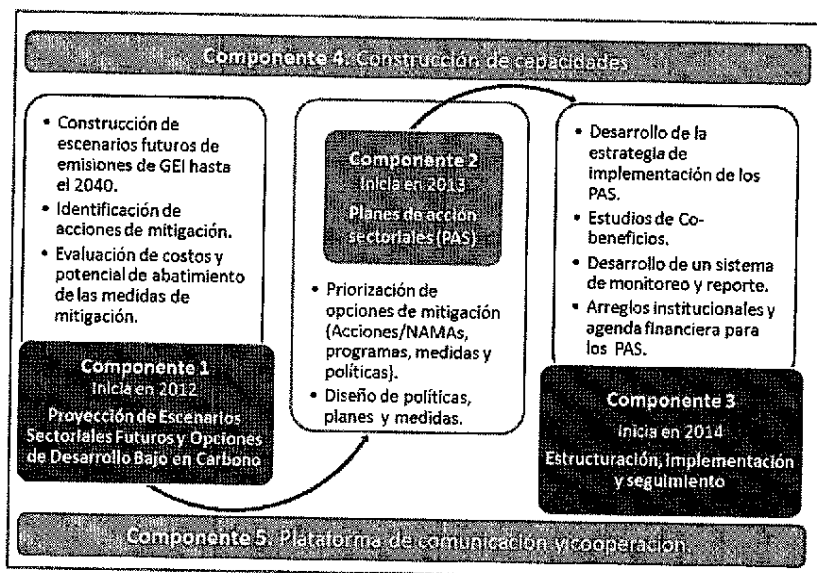 Componente 4. Construcción de capacidades
• Construcción de
escenarios futuros de
emisiones de GEI hasta
el 2040.
• Identificación de
acciones de mitigación.
• Evaluación de costos y
potencial de abatimiento
de las medidas de
mitigación.
Componente 1
Inicia en 2012
Proyección de Escenarios
Sectoriales Futuros y Opciones
de Desarrollo Bajo en Carbono
Componente 2
Inicia en 2013
Planes de acción
sectoriales (PAS)
• Priorización de
opciones de mitigación
(Acciones/NAMAs,
programas, medidas y
políticas).
• Diseño de políticas,
planes y medidas.
• Desarrollo de la
estrategia de
implementación de los
PAS.
• Estudios de Co-
beneficios.
• Desarrollo de un sistema
de monitoreo y reporte.
• Arreglos institucionales y
agenda financiera para
los PAS.
Componente 3
Inicia en 2014
Estructuración, implementación
y seguimiento
Componente 5. Plataforma de comunicación y cooperación